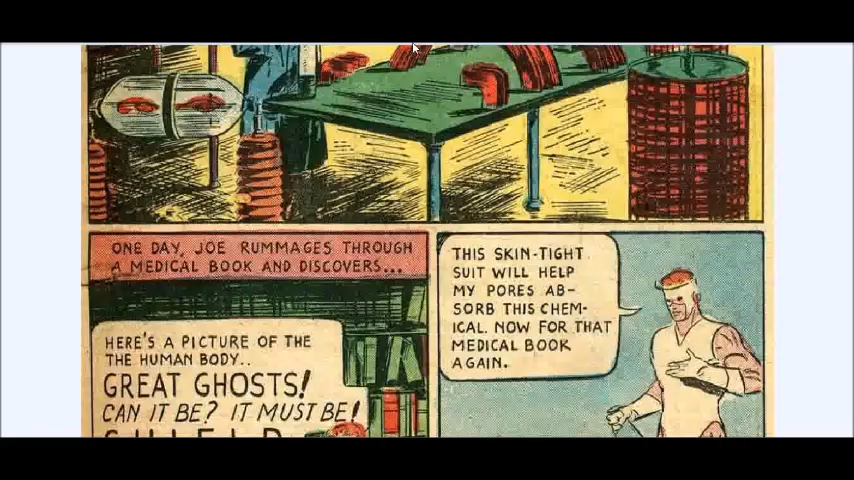 ONE DAY, JOE RUMMAGES THROUGH
A MEDICAL BOOK AND DISCOVERS...
HERE'S A PICTURE OF THE
THE HUMAN BODY..
GREAT GHOSTS!
CAN IT BE? IT MUST BE!
SHIELD
THIS SKIN-TIGHT
SUIT WILL HELP
MY PORES AB-
SORB THIS CHEM-
ICAL. NOW FOR THAT
MEDICAL BOOK
AGAIN.